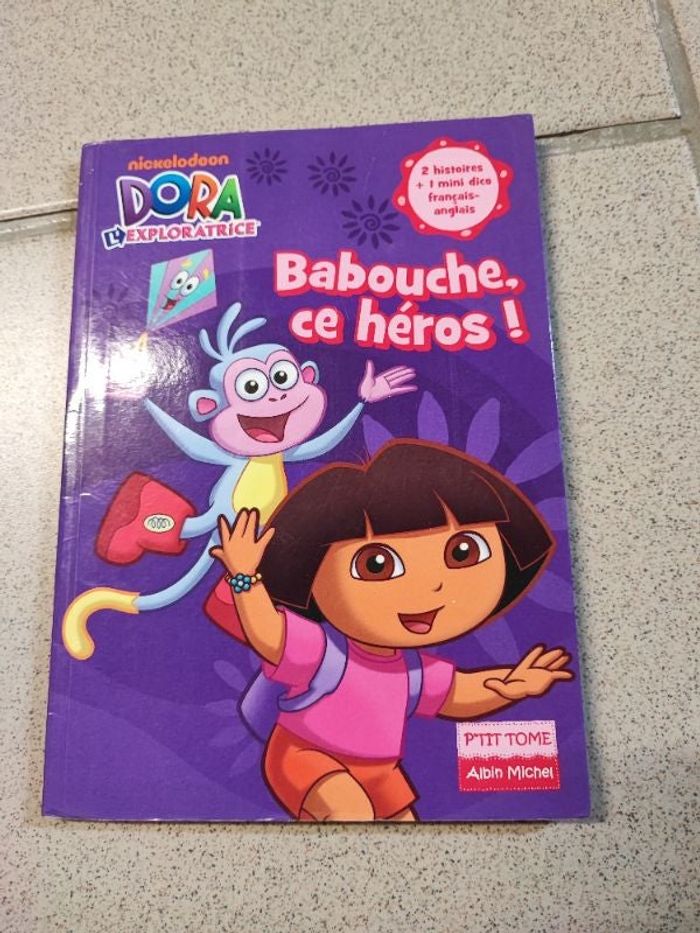 nickelodeon
DORA
L'EXPLORATRICE
2 histoires
+ 1 mini dico
français-
anglais
Babouche,
ce héros !
P'TIT TOME
Albin Michel